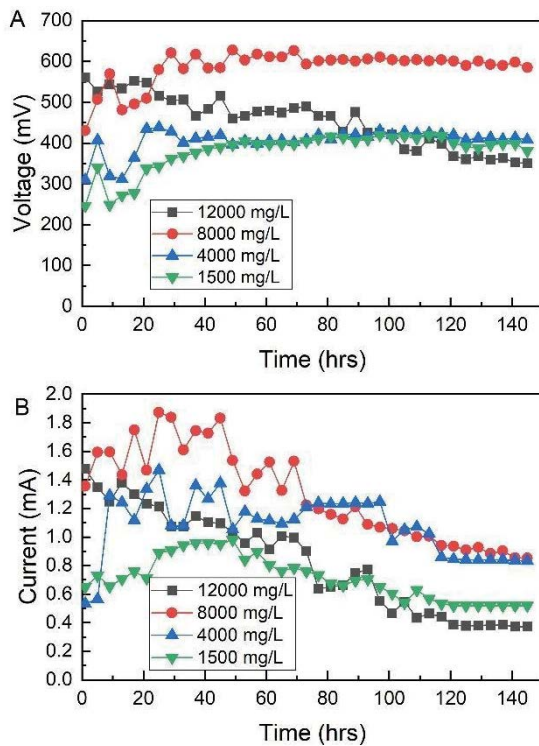 A
700
600
500
400
300
200
100
0
Voltage (mV)
12000 mg/L
8000 mg/L
4000 mg/L
1500 mg/L
0 20 40 60 80 100 120 140
Time (hrs)
B
2.0
1.8
1.6
1.4
1.2
1.0
0.8
0.6
0.4
0.2
0.0
Current (mA)
12000 mg/L
8000 mg/L
4000 mg/L
1500 mg/L
0 20 40 60 80 100 120 140
Time (hrs)